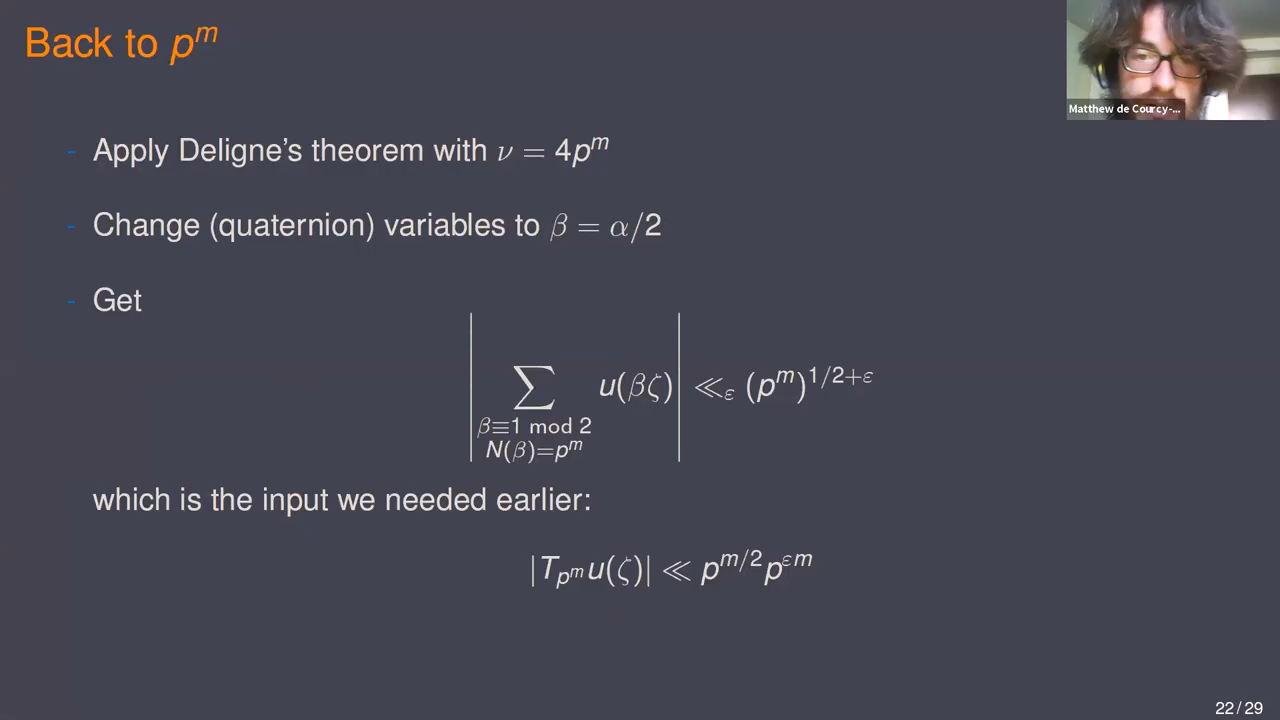 Back to p^m
Matthew de Courcy-...
- Apply Deligne's theorem with ν = 4p^m
- Change (quaternion) variables to β = α/2
- Get
|∑_{β≡1 mod 2, N(β)=p^m} u(βζ)| ≪_ε (p^m)^{1/2+ε}
which is the input we needed earlier:
|T_{p^m} u(ζ)| ≪ p^{m/2} p^{εm}
22 / 29